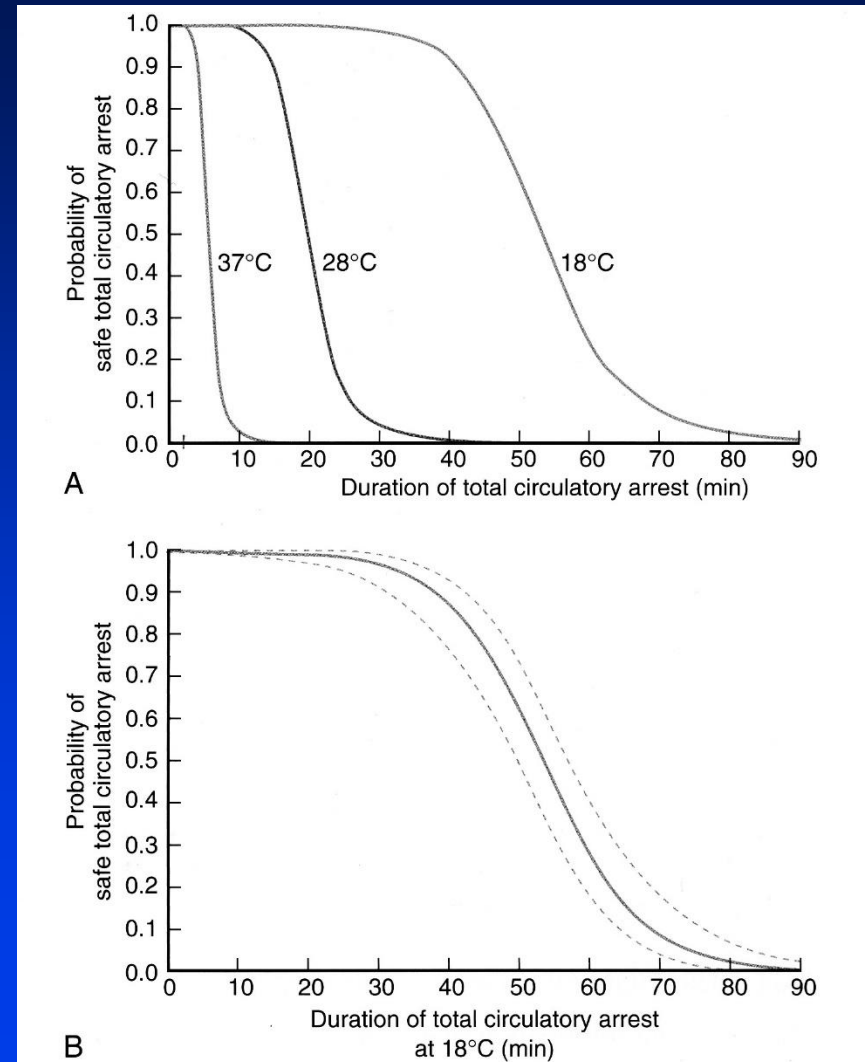 1.0
0.9
0.8
0.7
0.6
0.5
0.4
0.3
0.2
0.1
0.0
Probability of
safe total circulatory arrest
37°C
28°C
18°C
0 10 20 30 40 50 60 70 80 90
Duration of total circulatory arrest (min)
A
1.0
0.9
0.8
0.7
0.6
0.5
0.4
0.3
0.2
0.1
0.0
Probability of
safe total circulatory arrest
0 10 20 30 40 50 60 70 80 90
Duration of total circulatory arrest
at 18°C (min)
B